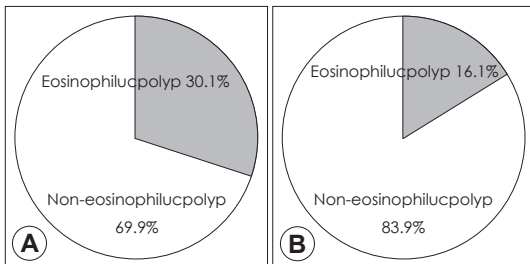 Eosinophilucpolyp 30.1%
Non-eosinophilucpolyp
69.9%
A
Eosinophilucpolyp 16.1%
Non-eosinophilucpolyp
83.9%
B